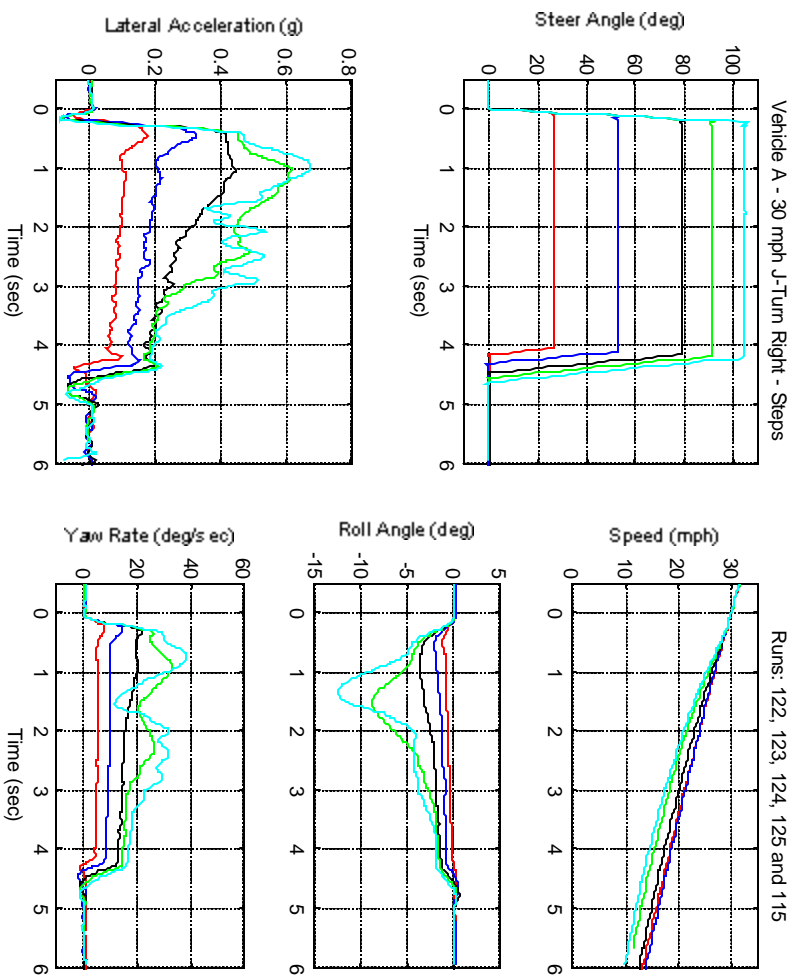 Vehicle A - 30 mph J-Turn Right - Steps
Runs: 122, 123, 124, 125 and 115
Steer Angle (deg)
100
80
60
40
20
0
0 1 2 3 4 5 6
Time (sec)
Speed (mph)
30
20
10
0
0 1 2 3 4 5 6
Lateral Acceleration (g)
0.8
0.6
0.4
0.2
0
0 1 2 3 4 5 6
Time (sec)
Roll Angle (deg)
5
0
-5
-10
-15
0 1 2 3 4 5 6
Yaw Rate (deg/s ec)
60
40
20
0
0 1 2 3 4 5 6
Time (sec)